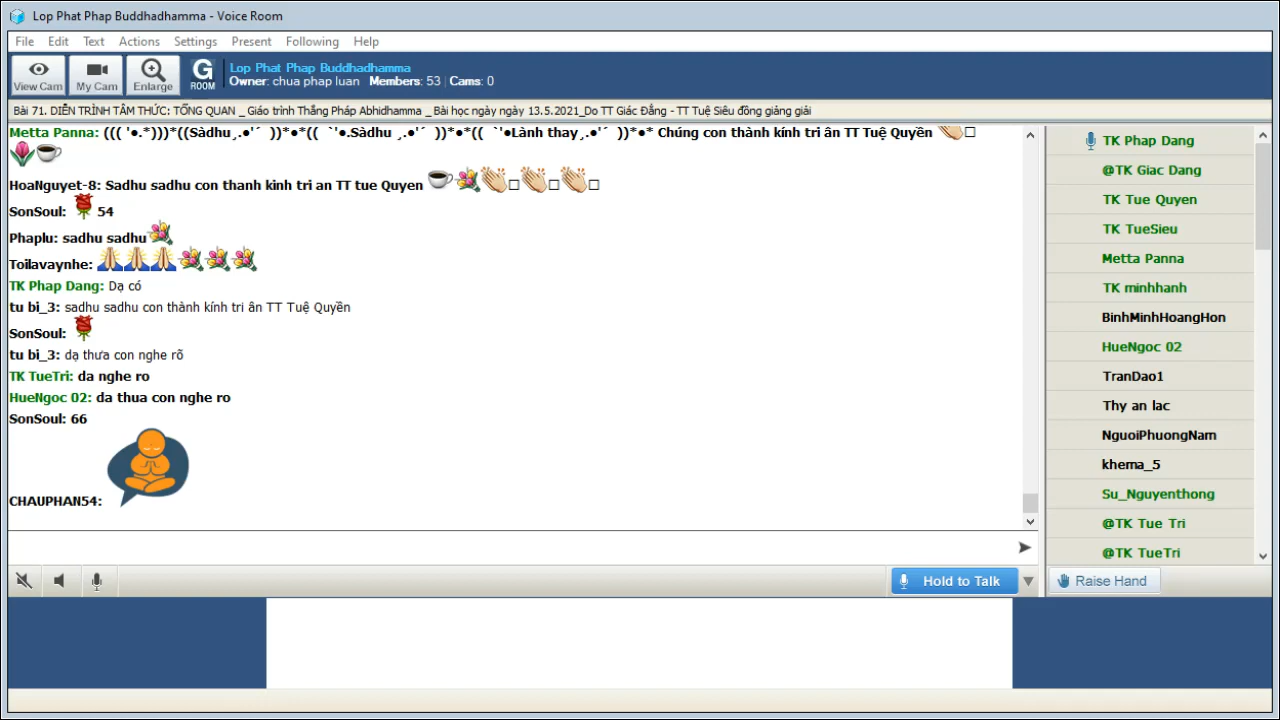 Lop Phat Phap Buddhadhamma - Voice Room
File Edit Text Actions Settings Present Following Help
View Cam My Cam Enlarge G ROOM
Lop Phat Phap Buddhadhamma
Owner: chua phap luan Members: 53 Cams: 0
Bài 71. DIỄN TRÌNH TÂM THỨC: TỔNG QUAN _ Giáo trình Thắng Pháp Abhidhamma _ Bài học ngày ngày 13.5.2021_Do TT Giác Đẳng - TT Tuệ Siêu đồng giảng giải
Metta Panna: ((( '●.*)))*((Sàdhu¸.●'´ ))*●*(( `'●.Sàdhu ¸.●'´ ))*●*(( `'●Lành thay¸.●'´ ))*●* Chúng con thành kính tri ân TT Tuệ Quyền
HoaNguyet-8: Sadhu sadhu con thanh kinh tri an TT tue Quyen
SonSoul: 54
Phaplu: sadhu sadhu
Toilavaynhe:
TK Phap Dang: Dạ có
tu bi_3: sadhu sadhu con thành kính tri ân TT Tuệ Quyền
SonSoul:
tu bi_3: dạ thưa con nghe rõ
TK TueTri: da nghe ro
HueNgoc 02: da thua con nghe ro
SonSoul: 66
CHAUPHAN54:
TK Phap Dang
@TK Giac Dang
TK Tue Quyen
TK TueSieu
Metta Panna
TK minhhanh
BinhMinhHoangHon
HueNgoc 02
TranDao1
Thy an lac
NguoiPhuongNam
khema_5
Su_Nguyenthong
@TK Tue Tri
@TK TueTri
Hold to Talk
Raise Hand